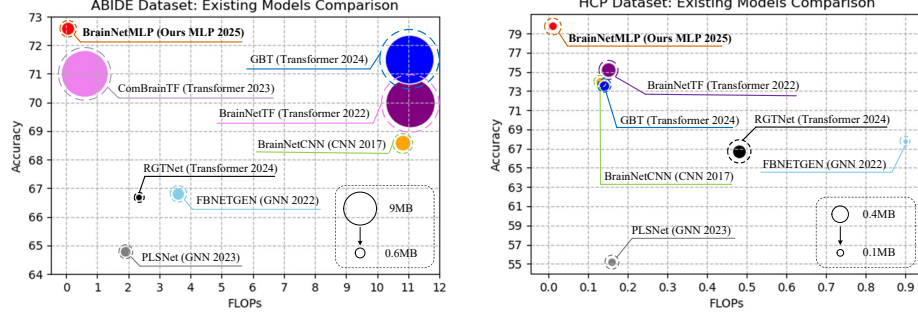 ABIDE Dataset: Existing Models Comparison
73
72
71
70
69
68
67
66
65
64
Accuracy
BrainNetMLP (Ours MLP 2025)
GBT (Transformer 2024)
ComBrainTF (Transformer 2023)
BrainNetTF (Transformer 2022)
BrainNetCNN (CNN 2017)
RGTNet (Transformer 2024)
FBNETGEN (GNN 2022)
PLSNet (GNN 2023)
9MB
0.6MB
0 1 2 3 4 5 6 7 8 9 10 11 12
FLOPs
HCP Dataset: Existing Models Comparison
79
77
75
73
71
69
67
65
63
61
59
57
55
Accuracy
BrainNetMLP (Ours MLP 2025)
BrainNetTF (Transformer 2022)
GBT (Transformer 2024)
RGTNet (Transformer 2024)
FBNETGEN (GNN 2022)
BrainNetCNN (CNN 2017)
PLSNet (GNN 2023)
0.4MB
0.1MB
0.0 0.1 0.2 0.3 0.4 0.5 0.6 0.7 0.8 0.9
FLOPs